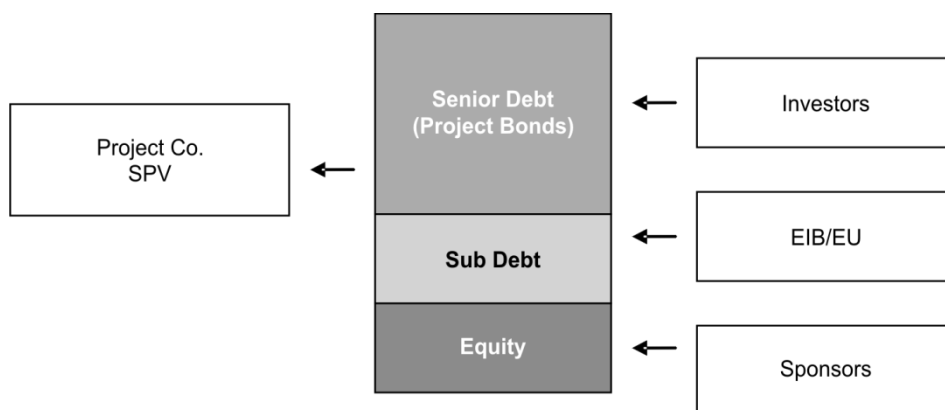 Project Co.
SPV
Senior Debt
(Project Bonds)
Sub Debt
Equity
Investors
EIB/EU
Sponsors